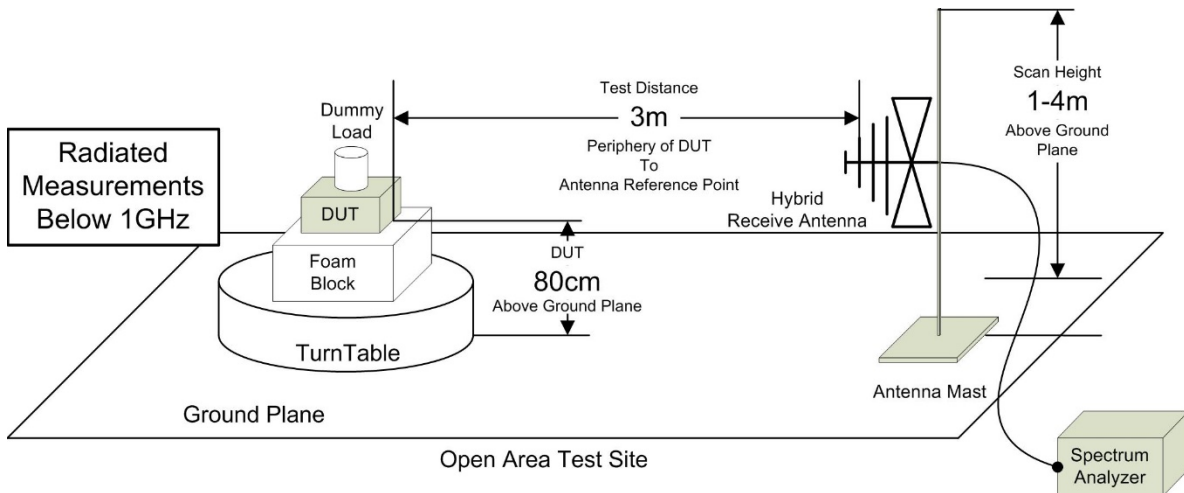 Radiated
Measurements
Below 1GHz
Dummy
Load
DUT
Foam
Block
TurnTable
Ground Plane
Test Distance
3m
Periphery of DUT
To
Antenna Reference Point
DUT
80cm
Above Ground Plane
Hybrid
Receive Antenna
Scan Height
1-4m
Above Ground
Plane
Antenna Mast
Open Area Test Site
Spectrum
Analyzer